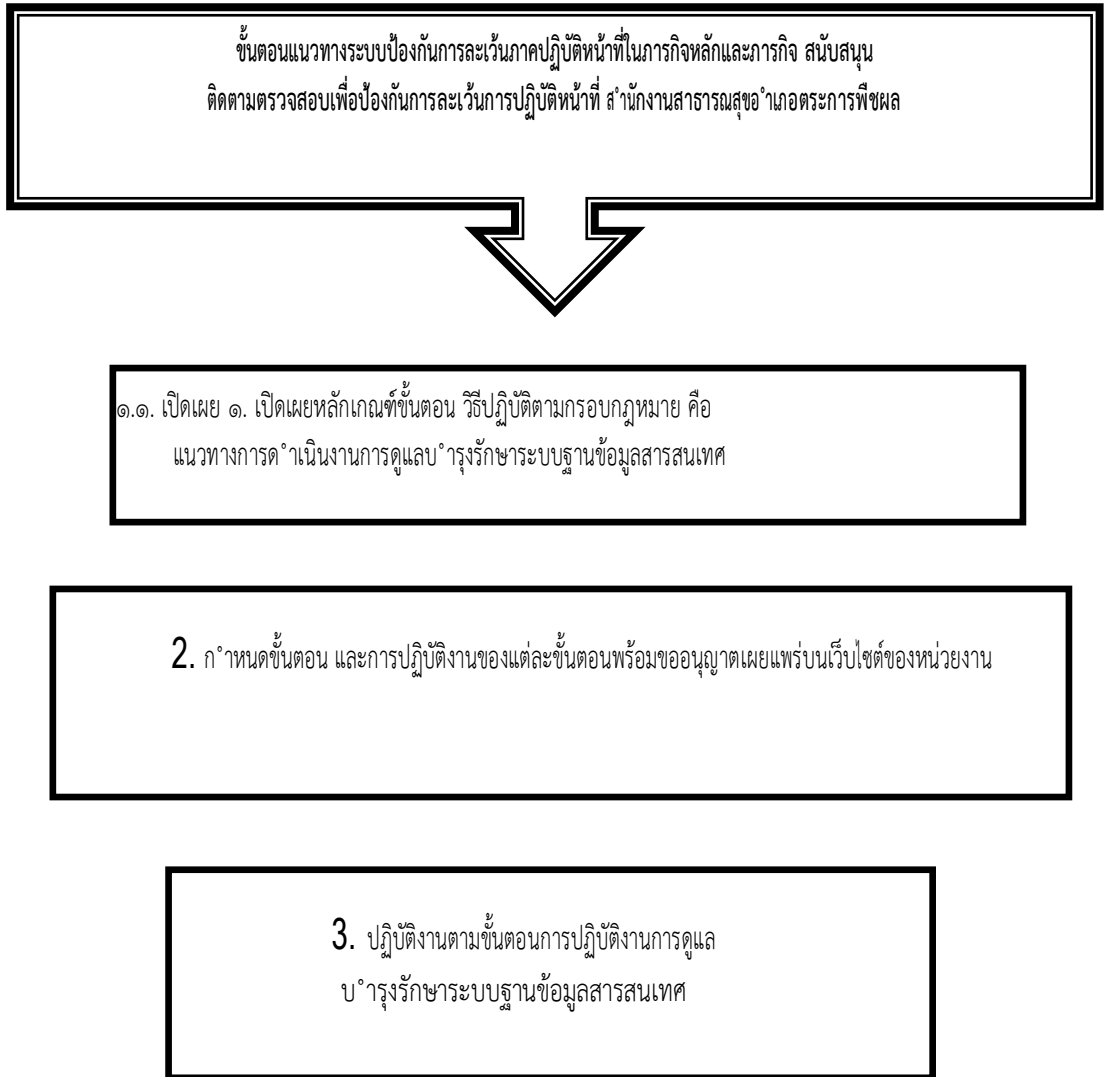 ขั้นตอนแนวทางระบบป้องกันการละเว้นภาคปฏิบัติหน้าที่ในภารกิจหลักและภารกิจ สนับสนุน
ติดตามตรวจสอบเพื่อป้องกันการละเว้นการปฏิบัติหน้าที่ สำนักงานสาธารณสุขอำเภอตระการพืชผล
๑.๑. เปิดเผย ๑. เปิดเผยหลักเกณฑ์ขั้นตอน วิธีปฏิบัติตามกรอบกฎหมาย คือ
แนวทางการดำเนินงานการดูแลบำรุงรักษาระบบฐานข้อมูลสารสนเทศ
2. กำหนดขั้นตอน และการปฏิบัติงานของแต่ละขั้นตอนพร้อมขออนุญาตเผยแพร่บนเว็บไซต์ของหน่วยงาน
3. ปฏิบัติงานตามขั้นตอนการปฏิบัติงานการดูแล
บำรุงรักษาระบบฐานข้อมูลสารสนเทศ